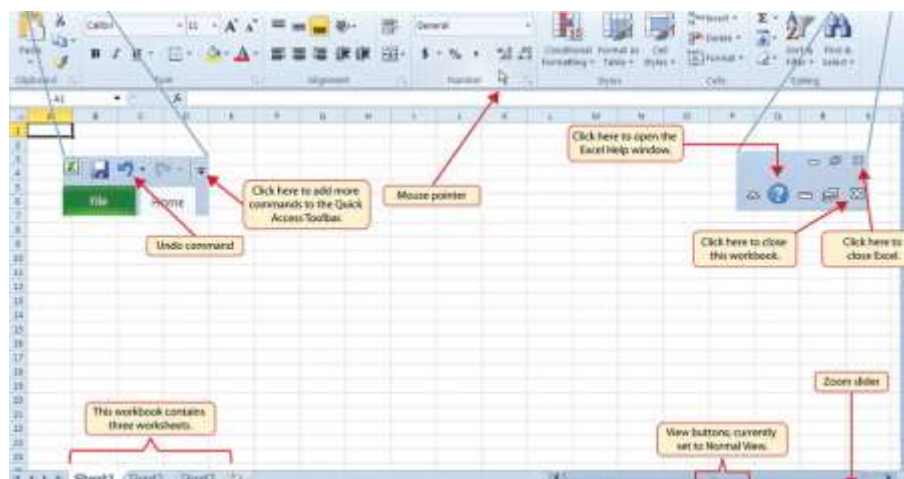 Calibri 11 A A General
B I U $ % ,
Conditional Format as Cell
Formatting Table Styles
Format
Sort & Find &
Filter Select
Clipboard Font Alignment Number Styles Cells Editing
A1 fx
Click here to open the
Excel Help window.
File Home
Click here to add more
commands to the Quick
Access Toolbar.
Mouse pointer
Undo command
Click here to close
this workbook.
Click here to
close Excel.
Zoom slider
This workbook contains
three worksheets.
View buttons, currently
set to Normal View.
Sheet1 Sheet2 Sheet3